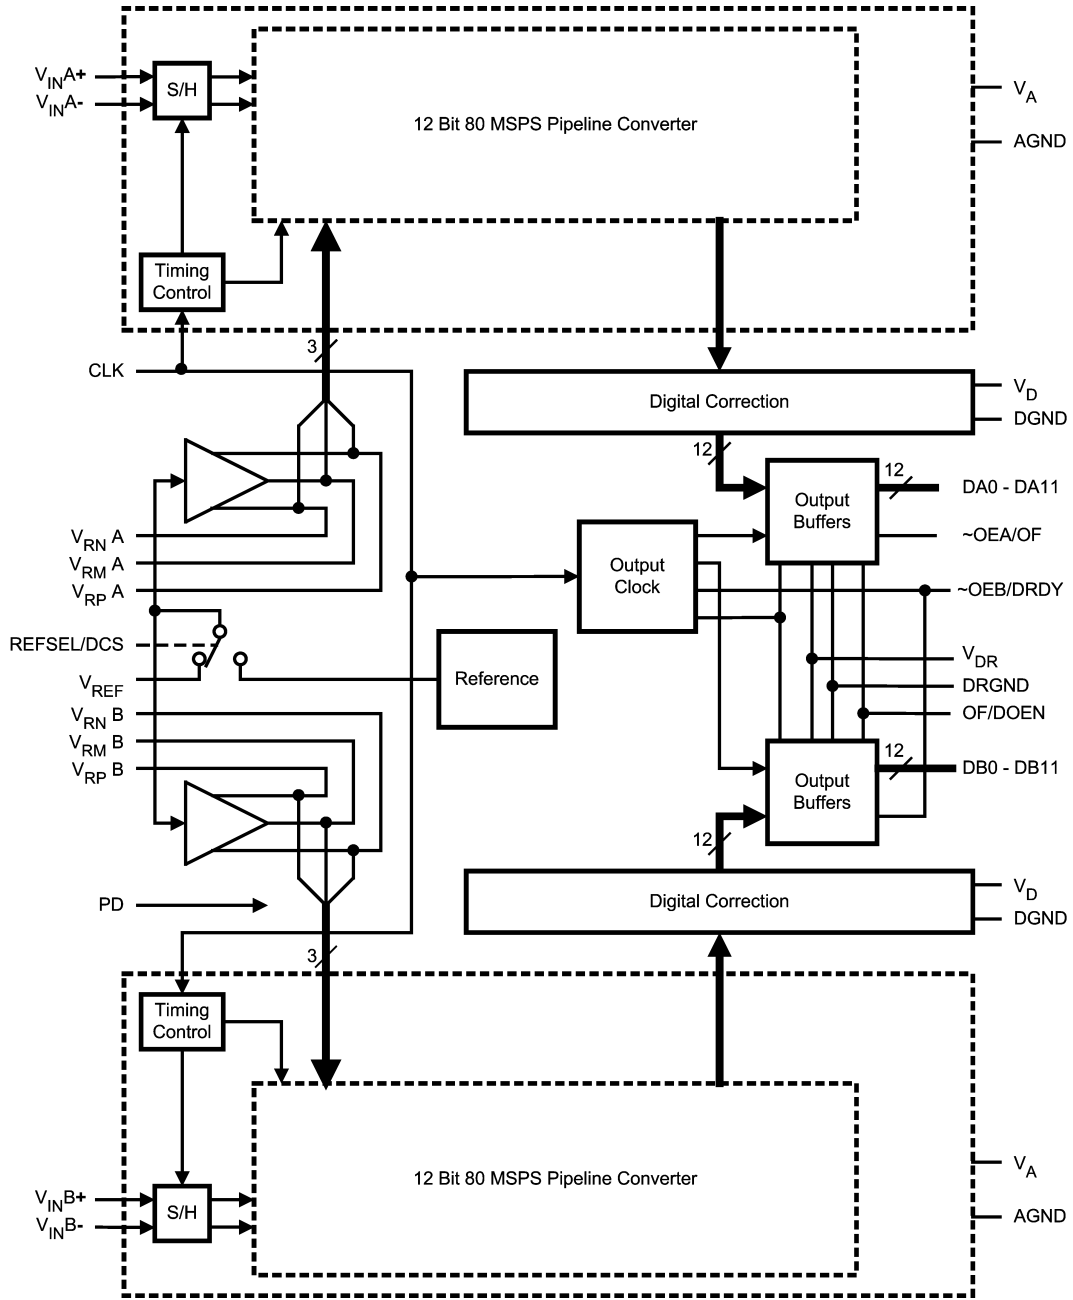 VINA+
VINA-
S/H
12 Bit 80 MSPS Pipeline Converter
VA
AGND
Timing
Control
3
CLK
Digital Correction
VD
DGND
12
Output
Buffers
12
DA0 - DA11
~OEA/OF
VRN A
VRM A
VRP A
Output
Clock
~OEB/DRDY
REFSEL/DCS
VREF
Reference
VDR
DRGND
OF/DOEN
VRN B
VRM B
VRP B
Output
Buffers
12
DB0 - DB11
12
PD
Digital Correction
VD
DGND
3
Timing
Control
12 Bit 80 MSPS Pipeline Converter
VA
AGND
VINB+
VINB-
S/H